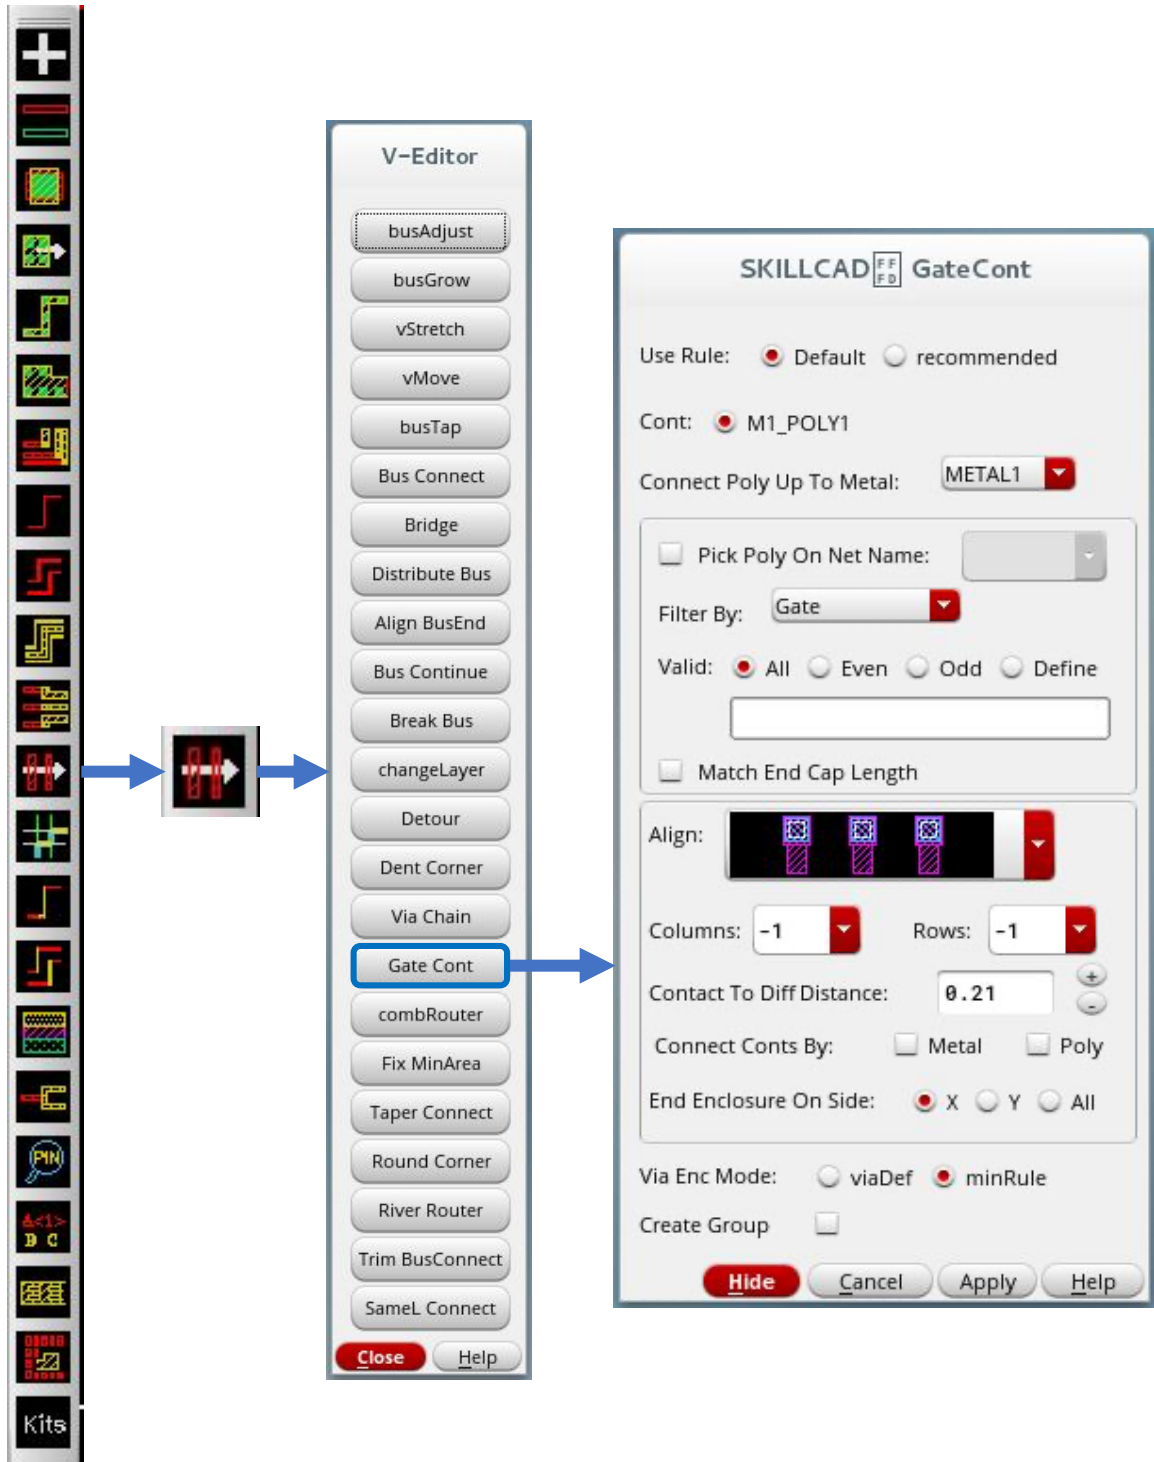 PIN
A<1>
B C
Kits
V-Editor
busAdjust
busGrow
vStretch
vMove
busTap
Bus Connect
Bridge
Distribute Bus
Align BusEnd
Bus Continue
Break Bus
changeLayer
Detour
Dent Corner
Via Chain
Gate Cont
combRouter
Fix MinArea
Taper Connect
Round Corner
River Router
Trim BusConnect
SameL Connect
Close Help
SKILLCAD FFFD GateCont
Use Rule: Default recommended
Cont: M1_POLY1
Connect Poly Up To Metal: METAL1
Pick Poly On Net Name:
Filter By: Gate
Valid: All Even Odd Define
Match End Cap Length
Align:
Columns: -1 Rows: -1
Contact To Diff Distance: 0.21 + -
Connect Conts By: Metal Poly
End Enclosure On Side: X Y All
Via Enc Mode: viaDef minRule
Create Group
Hide Cancel Apply Help